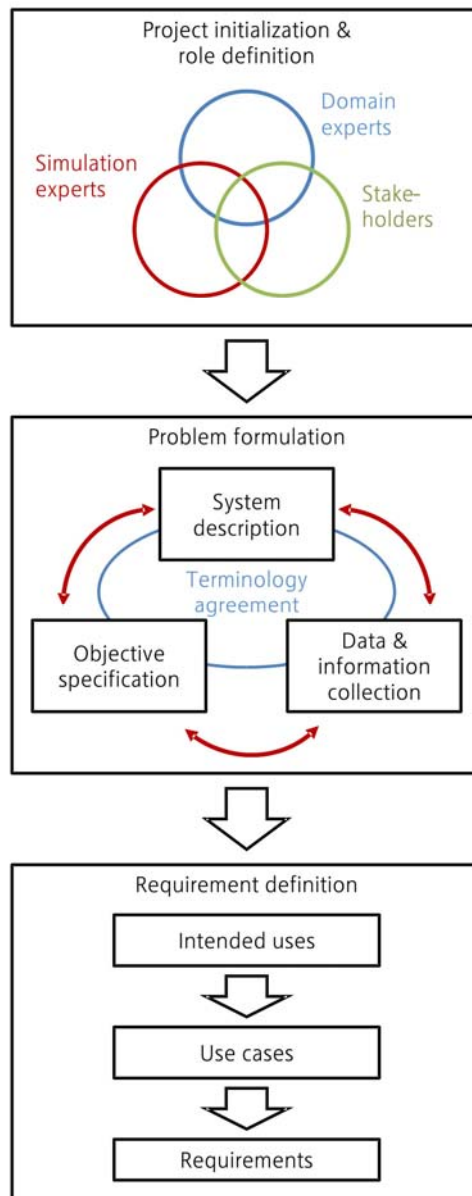 Project initialization &
role definition
Domain
experts
Simulation
experts
Stake-
holders
Problem formulation
System
description
Terminology
agreement
Objective
specification
Data &
information
collection
Requirement definition
Intended uses
Use cases
Requirements